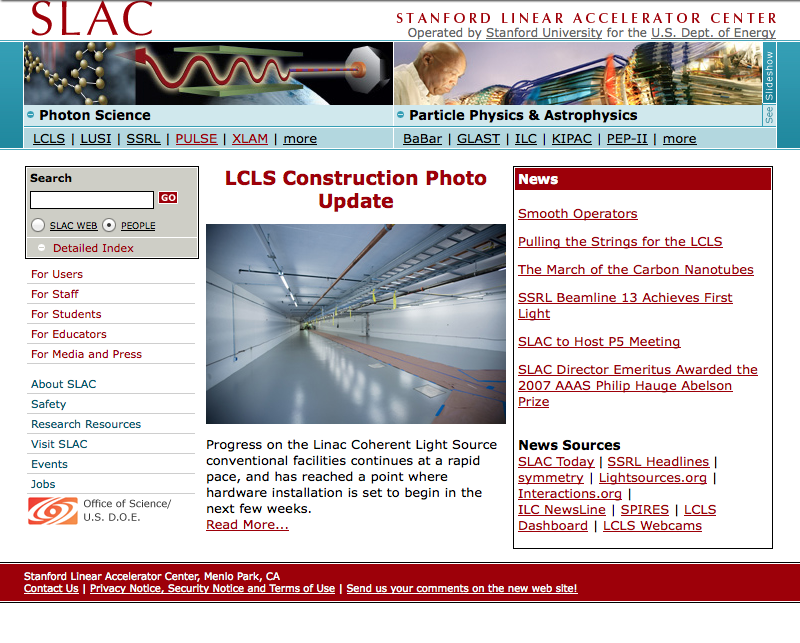 SLAC
STANFORD LINEAR ACCELERATOR CENTER
Operated by Stanford University for the U.S. Dept. of Energy
See Slideshow
Photon Science
Particle Physics & Astrophysics
LCLS | LUSI | SSRL | PULSE | XLAM | more
BaBar | GLAST | ILC | KIPAC | PEP-II | more
Search
GO
SLAC WEB PEOPLE
Detailed Index
For Users
For Staff
For Students
For Educators
For Media and Press
About SLAC
Safety
Research Resources
Visit SLAC
Events
Jobs
Office of Science/
U.S. D.O.E.
LCLS Construction Photo
Update
Progress on the Linac Coherent Light Source
conventional facilities continues at a rapid
pace, and has reached a point where
hardware installation is set to begin in the
next few weeks.
Read More...
News
Smooth Operators
Pulling the Strings for the LCLS
The March of the Carbon Nanotubes
SSRL Beamline 13 Achieves First
Light
SLAC to Host P5 Meeting
SLAC Director Emeritus Awarded the
2007 AAAS Philip Hauge Abelson
Prize
News Sources
SLAC Today | SSRL Headlines |
symmetry | Lightsources.org |
Interactions.org |
ILC NewsLine | SPIRES | LCLS
Dashboard | LCLS Webcams
Stanford Linear Accelerator Center, Menlo Park, CA
Contact Us | Privacy Notice, Security Notice and Terms of Use | Send us your comments on the new web site!